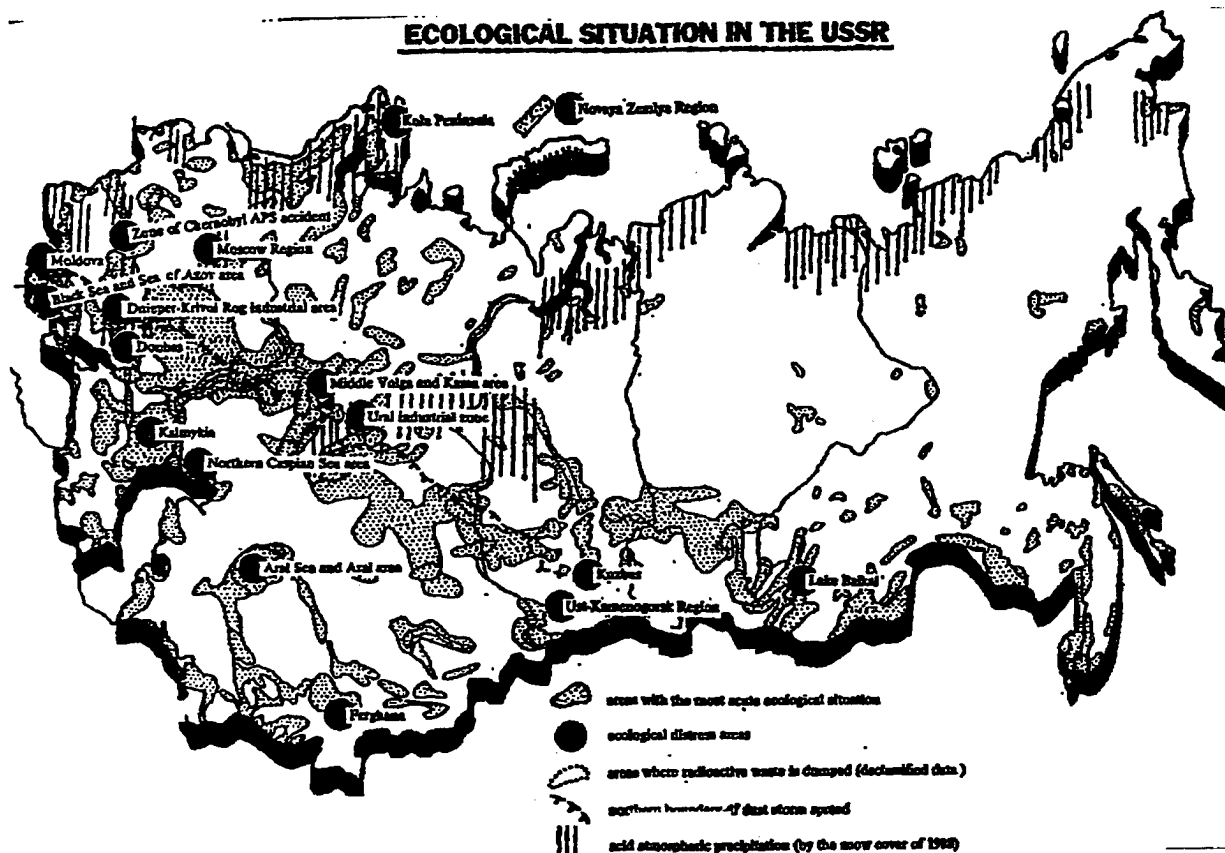 ECOLOGICAL SITUATION IN THE USSR
Kola Peninsula
Novaya Zemlya Region
Zone of Chernobyl APS accident
Moldova
Moscow Region
Black Sea and Sea of Azov area
Dnieper-Krivoi Rog industrial area
Donbas
Middle Volga and Kama area
Ural industrial zone
Kalmykia
Northern Caspian Sea area
Aral Sea and Aral area
Kuzbas
Lake Baikal
Ust-Kamenogorsk Region
Ferghana
areas with the most acute ecological situation
ecological distress areas
areas where radioactive waste is dumped (declassified data)
northern boundary of dust storm spread
acid atmospheric precipitation (by the snow cover of